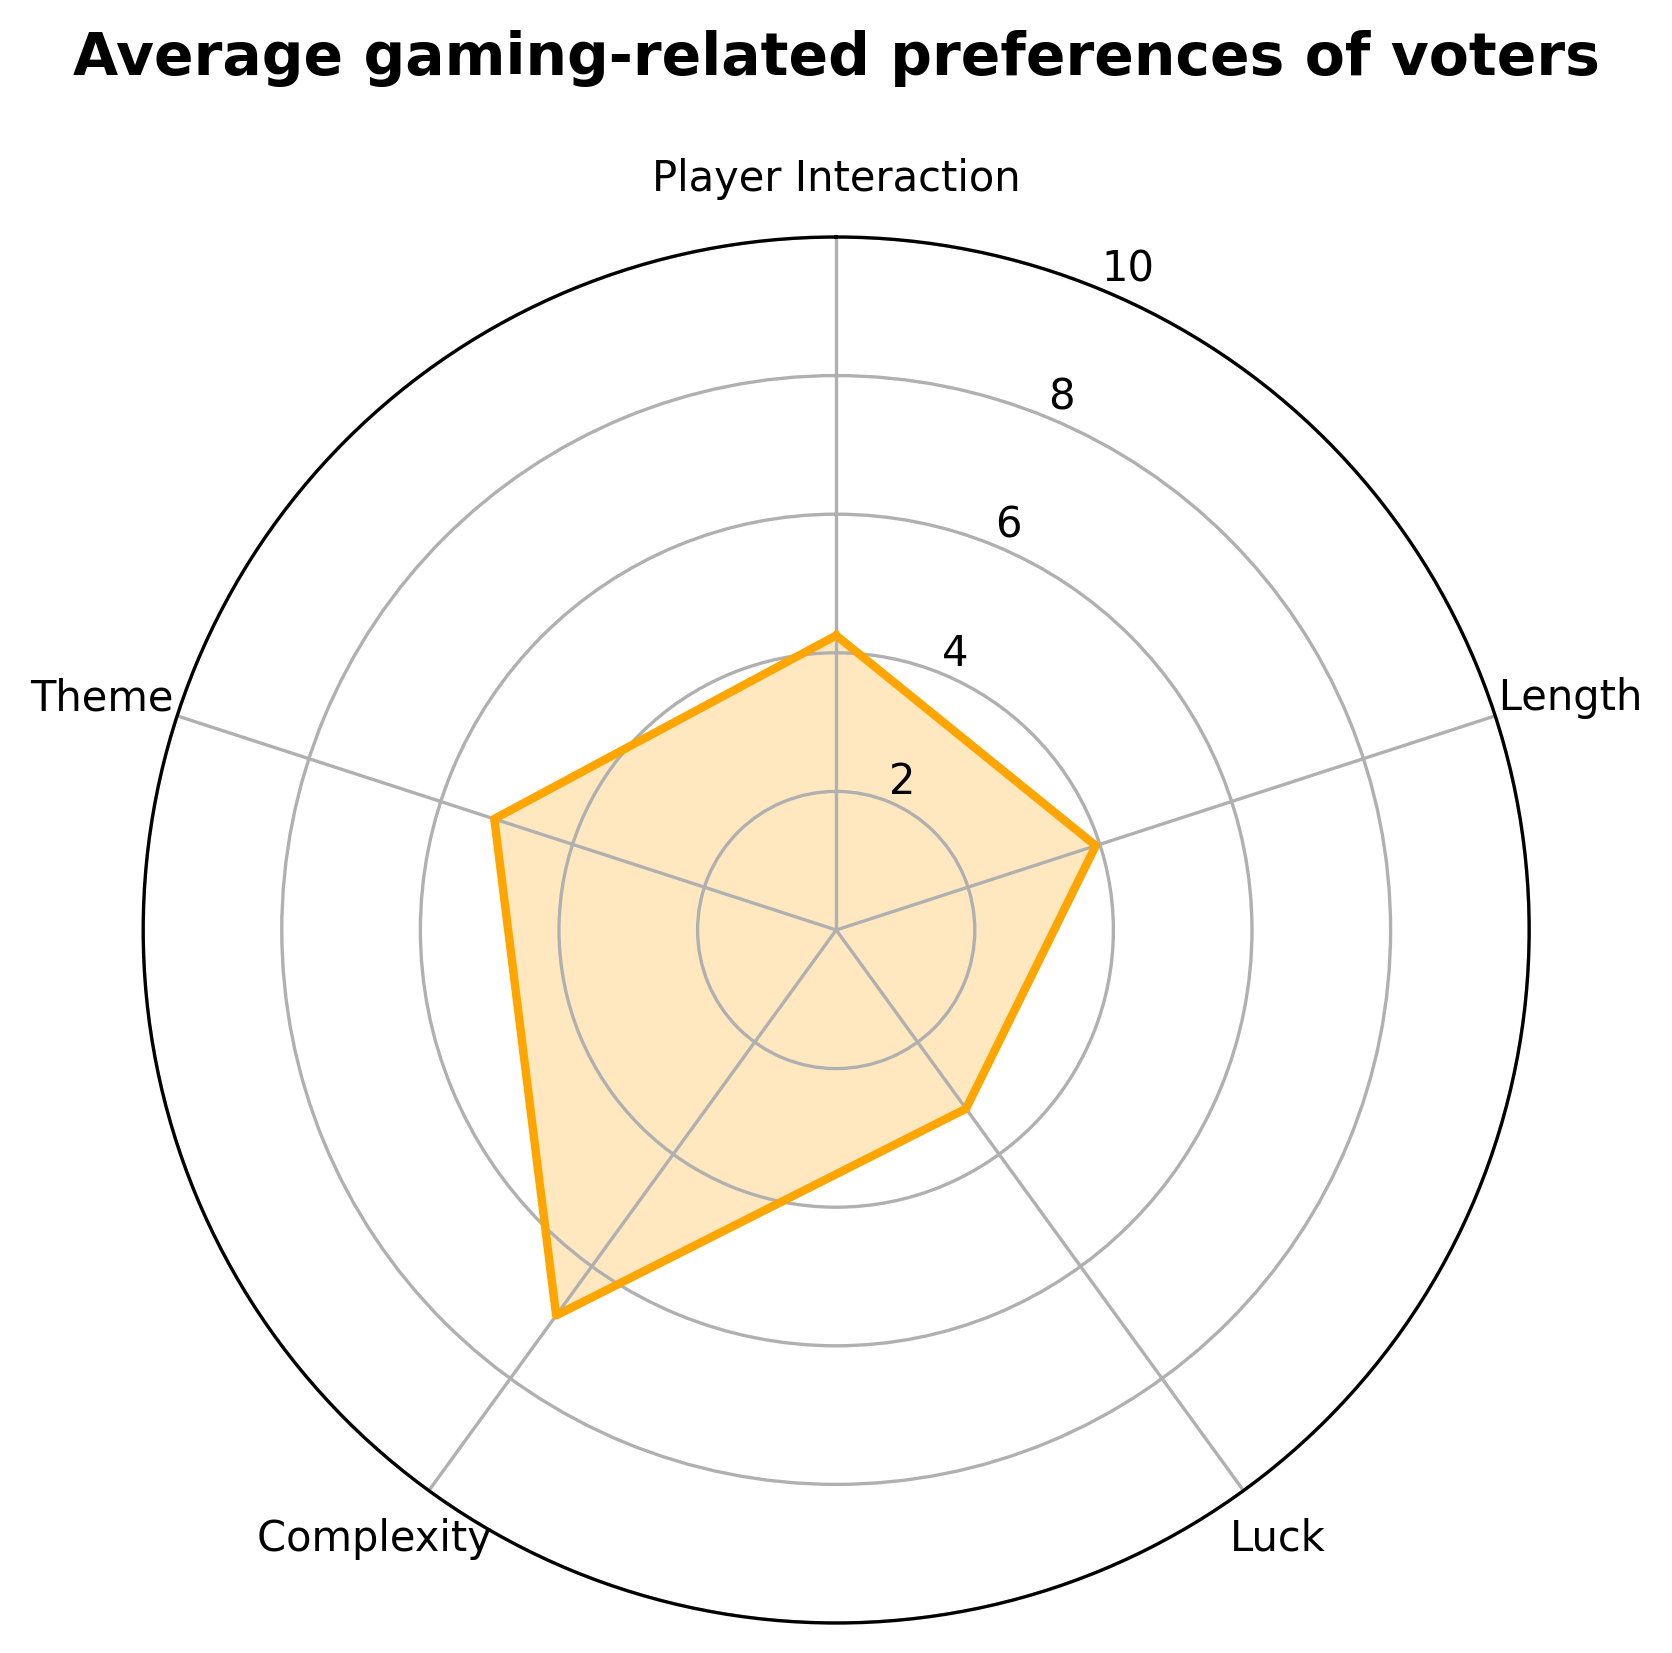 Average gaming-related preferences of voters
Player Interaction
10
8
6
4
2
Theme
Length
Complexity
Luck